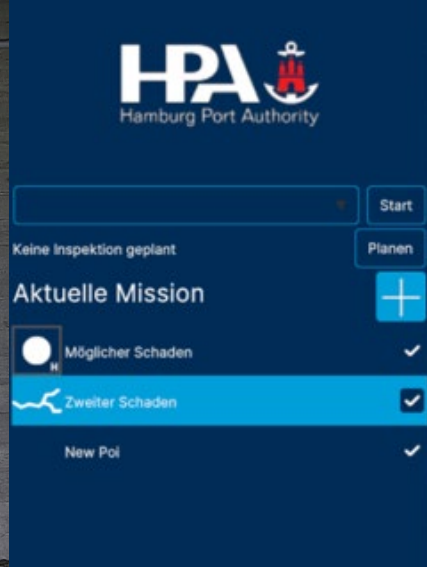 HPA
Hamburg Port Authority
Start
Keine Inspektion geplant
Planen
Aktuelle Mission
H
Möglicher Schaden
Zweiter Schaden
New Poi